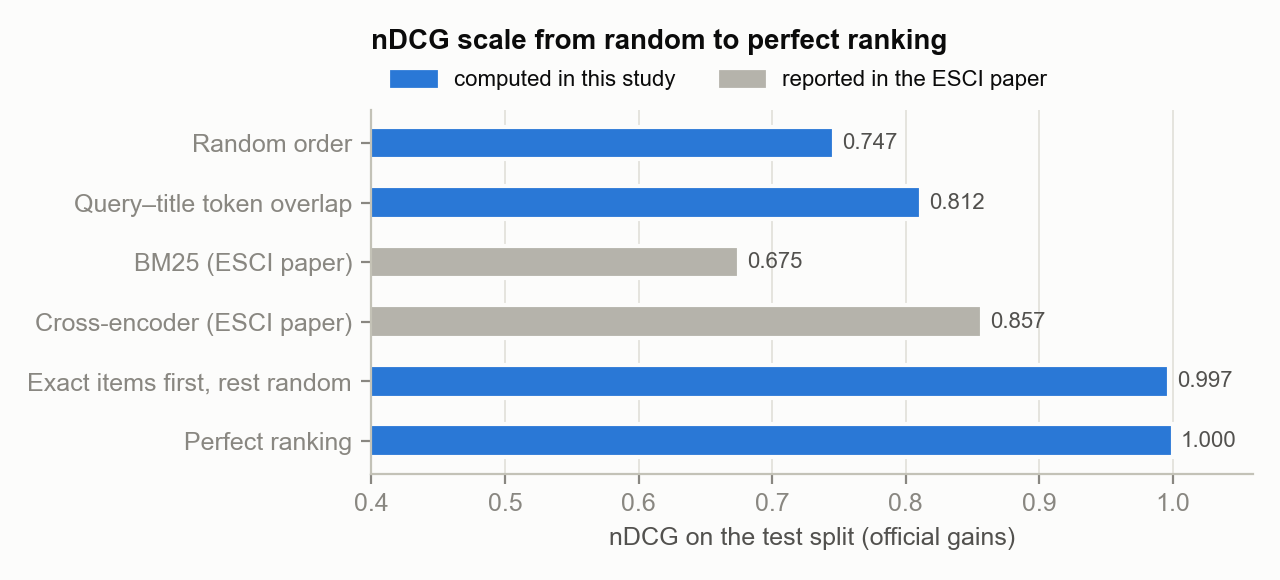 nDCG scale from random to perfect ranking
computed in this study
reported in the ESCI paper
Random order
0.747
Query–title token overlap
0.812
BM25 (ESCI paper)
0.675
Cross-encoder (ESCI paper)
0.857
Exact items first, rest random
0.997
Perfect ranking
1.000
0.4 0.5 0.6 0.7 0.8 0.9 1.0
nDCG on the test split (official gains)